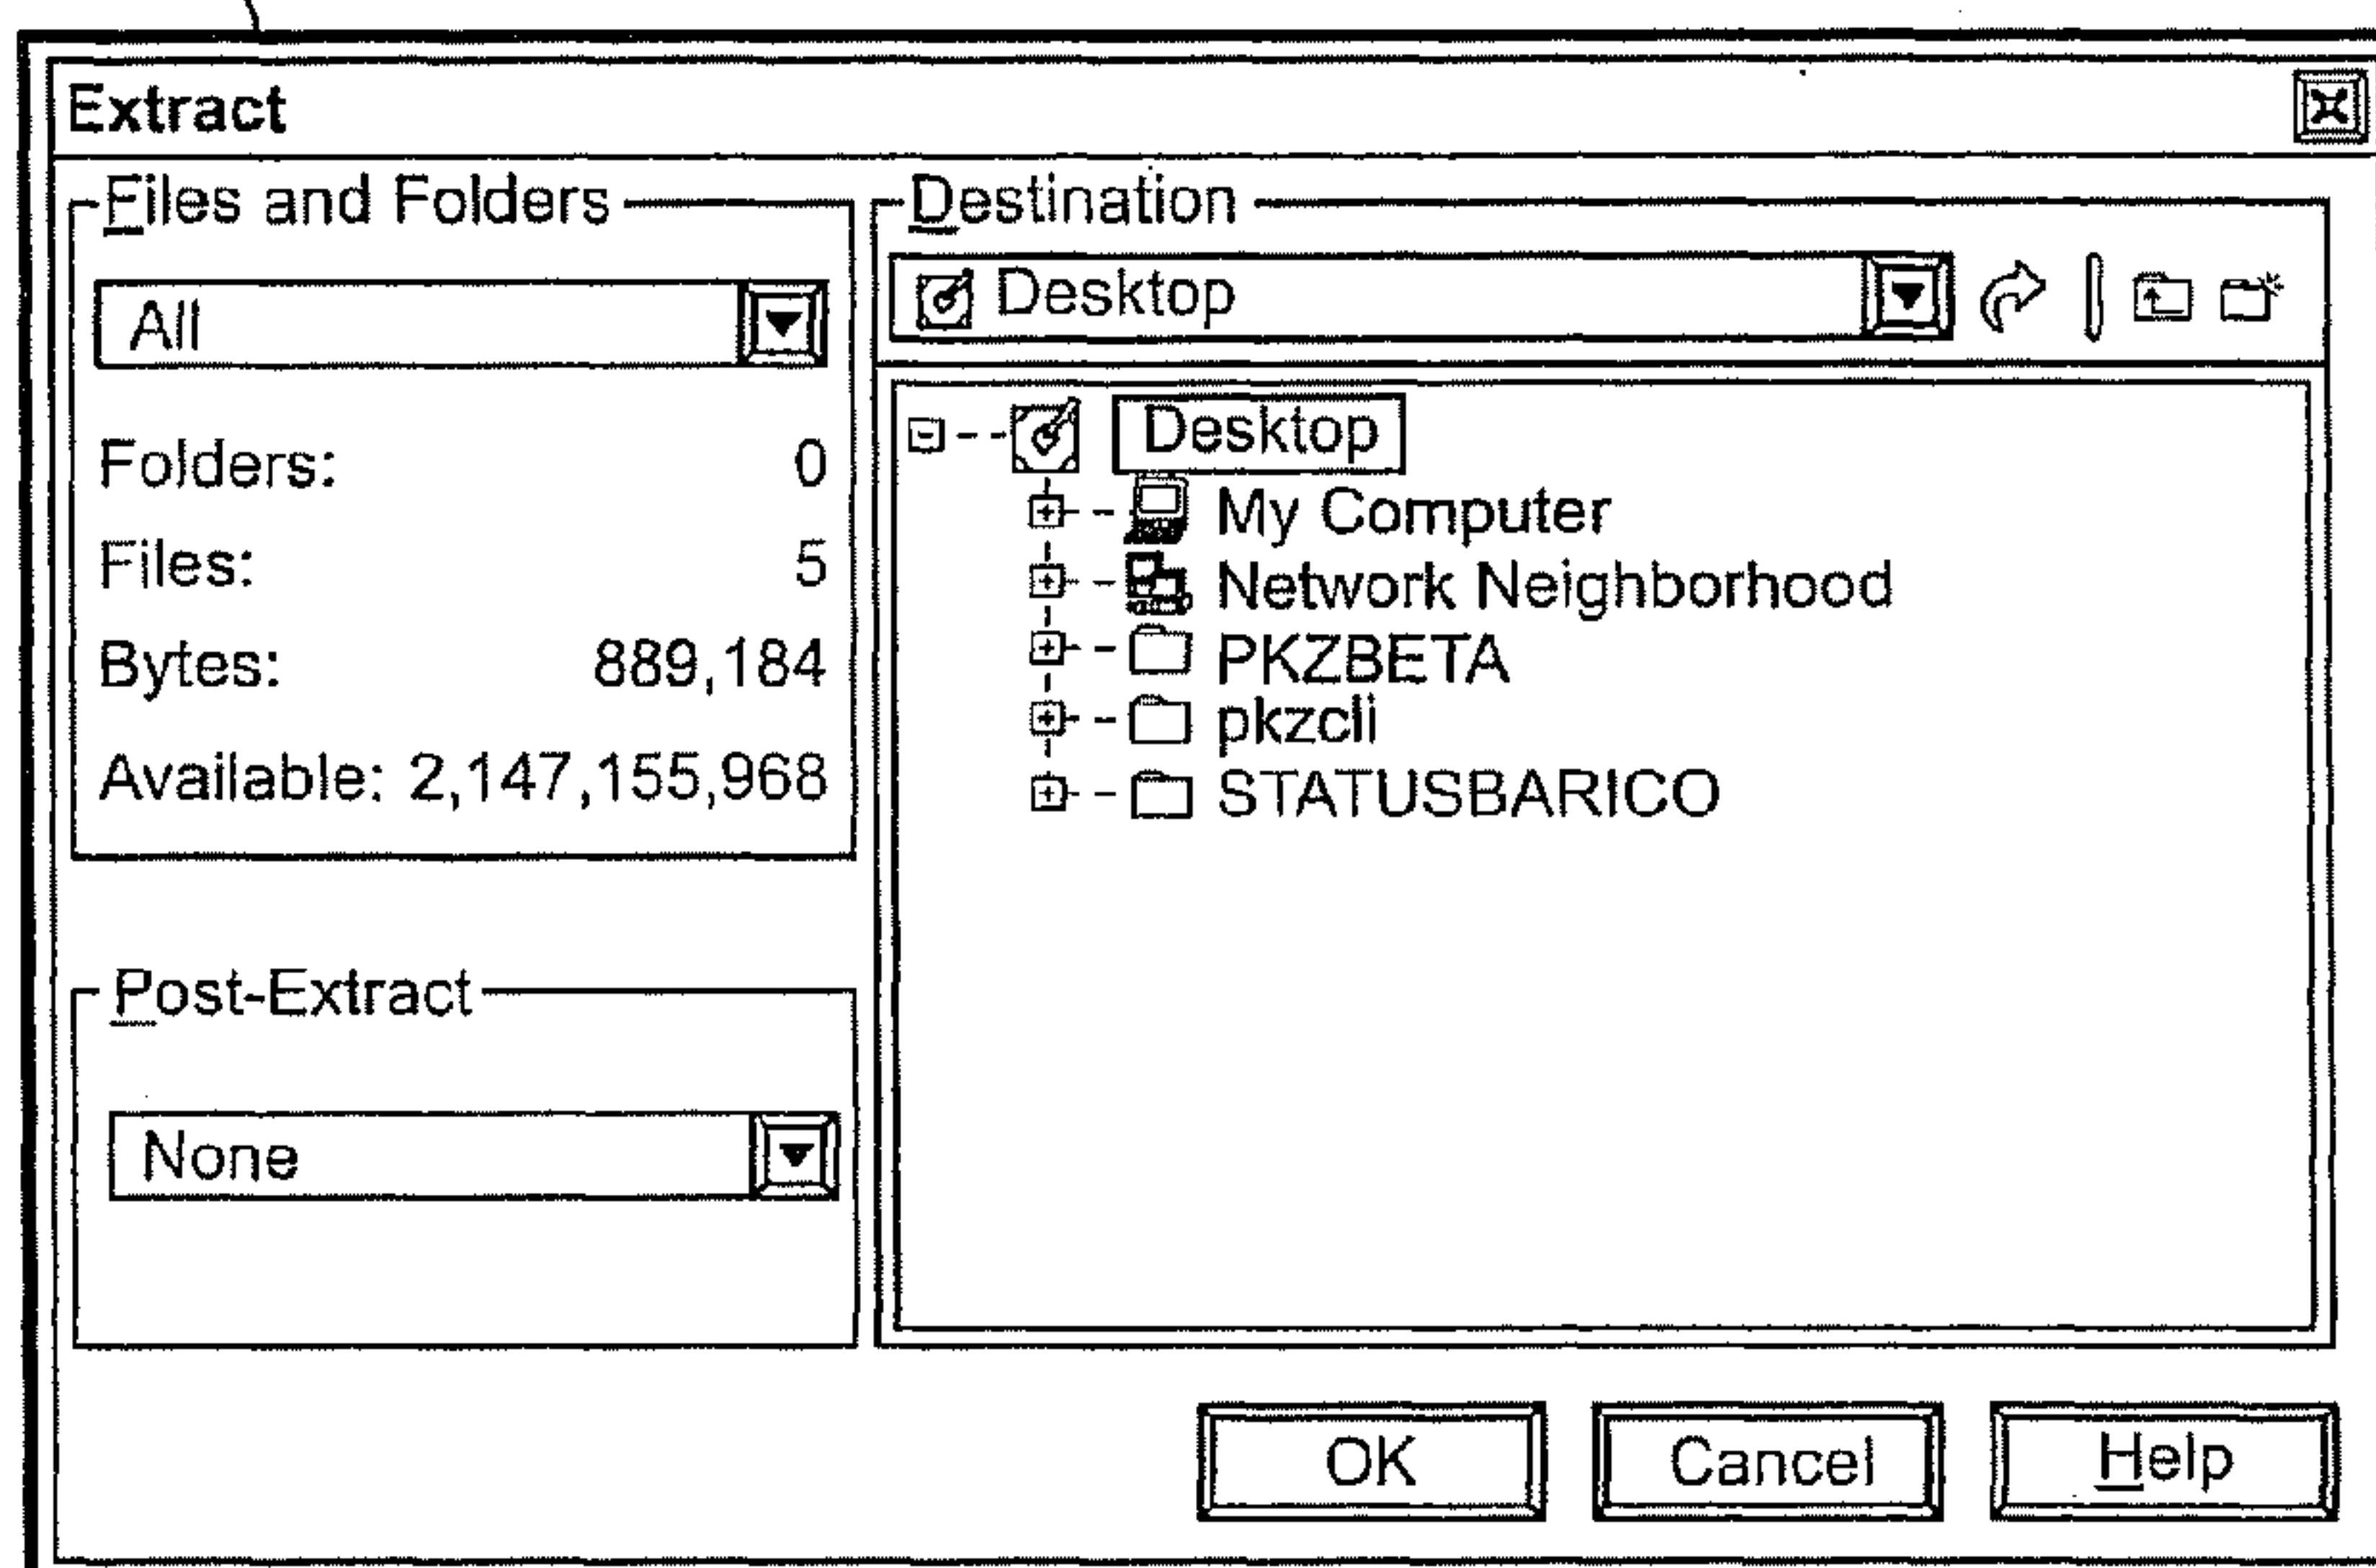 Extract
Files and Folders
All
Folders: 0
Files: 5
Bytes: 889,184
Available: 2,147,155,968
Post-Extract
None
Destination
Desktop
Desktop
My Computer
Network Neighborhood
PKZBETA
pkzcli
STATUSBARICO
OK
Cancel
Help